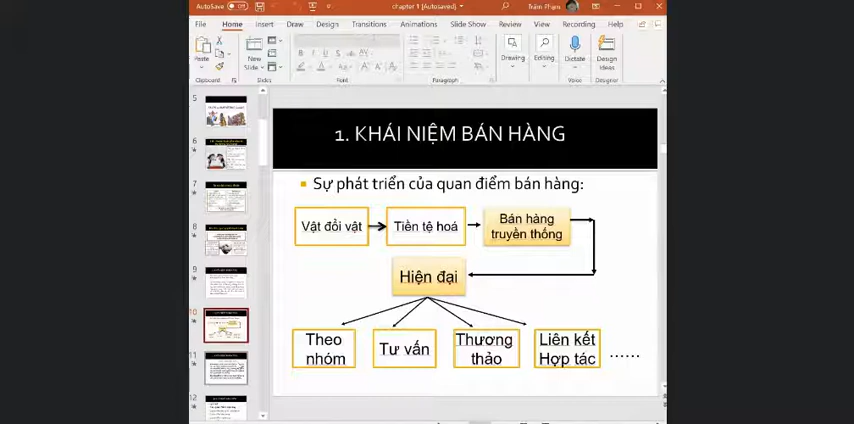 AutoSave Off
chapter 1 [Autosaved]
Trâm Phạm
File Home Insert Draw Design Transitions Animations Slide Show Review View Recording Help
Paste
New
Slide
B I U S
Drawing
Editing
Dictate
Design
Ideas
Clipboard Slides Font Paragraph Voice Designer
5
6
7
8
9
10
11
12
1. KHÁI NIỆM BÁN HÀNG
Sự phát triển của quan điểm bán hàng:
Vật đổi vật
Tiền tệ hoá
Bán hàng
truyền thống
Hiện đại
Theo
nhóm
Tư vấn
Thương
thảo
Liên kết
Hợp tác
......